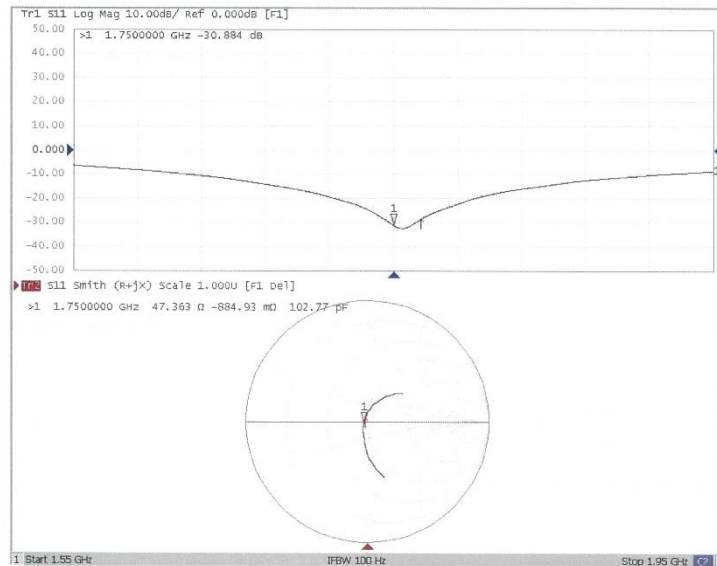 Tr1 S11 Log Mag 10.00dB/ Ref 0.000dB [F1]
50.00
>1 1.7500000 GHz -30.884 dB
40.00
30.00
20.00
10.00
0.000
-10.00
-20.00
1
-30.00
-40.00
-50.00
Tr2 S11 Smith (R+jX) Scale 1.000U [F1 Del]
>1 1.7500000 GHz 47.363 Ω -884.93 mΩ 102.77 pF
1
1 Start 1.55 GHz IFBW 100 Hz Stop 1.95 GHz C2